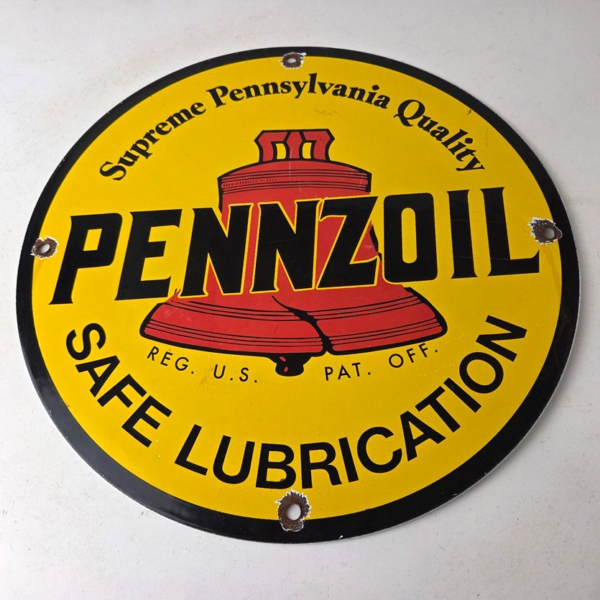 Supreme Pennsylvania Quality
PENNZOIL
REG. U.S. PAT. OFF.
SAFE LUBRICATION